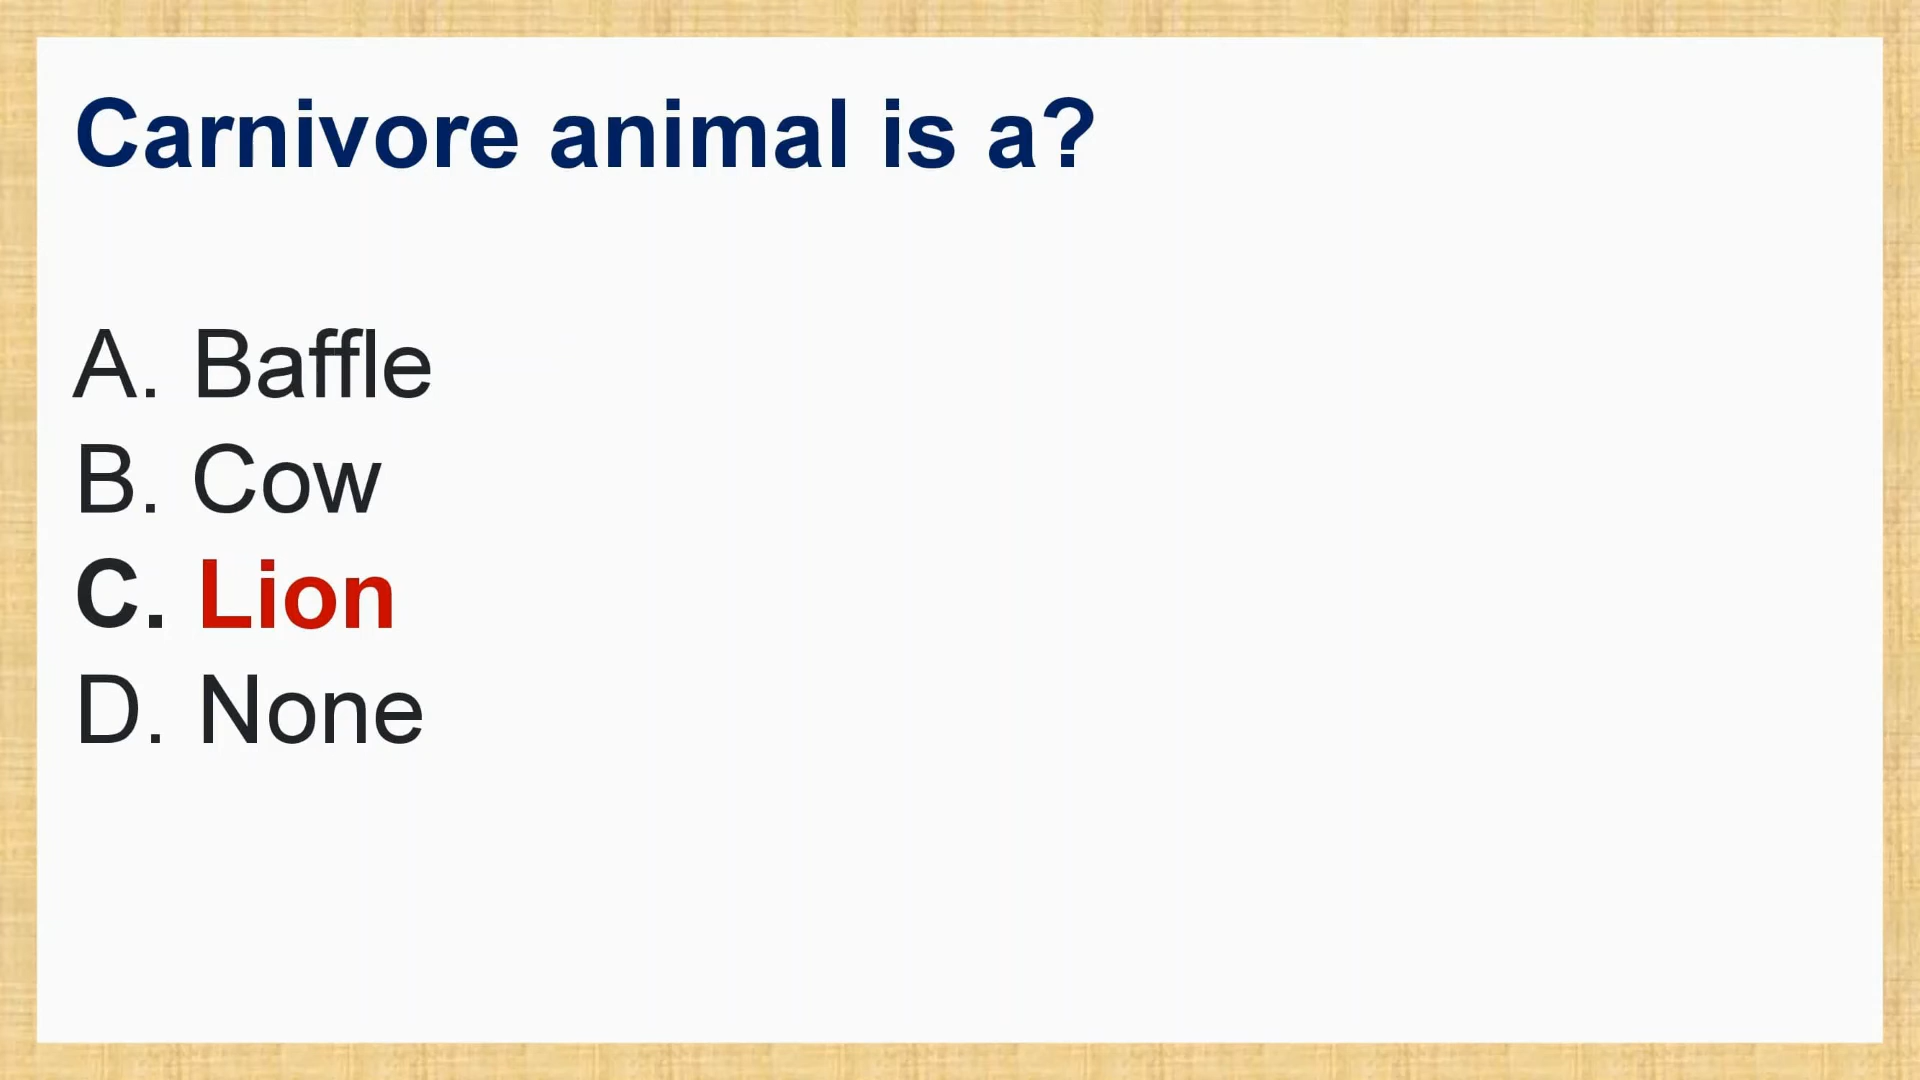 Carnivore animal is a?
A. Baffle
B. Cow
C. Lion
D. None